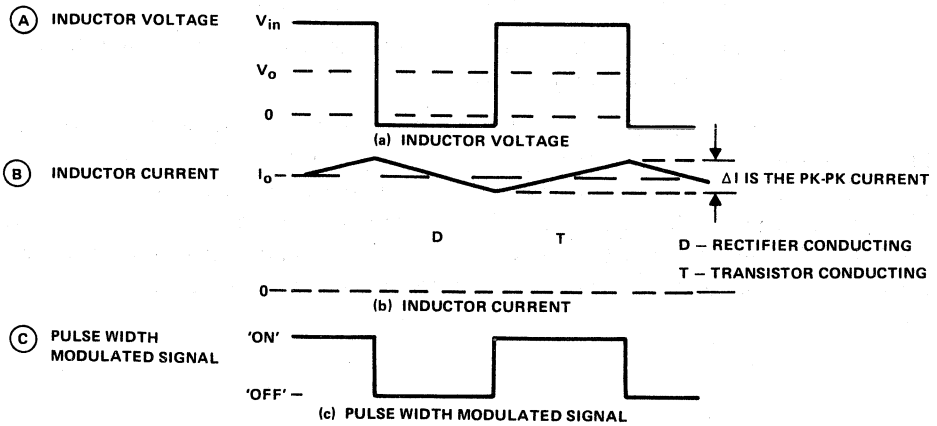 A INDUCTOR VOLTAGE
Vin
Vo
0
(a) INDUCTOR VOLTAGE
B INDUCTOR CURRENT
Io
ΔI IS THE PK-PK CURRENT
D T
D – RECTIFIER CONDUCTING
T – TRANSISTOR CONDUCTING
0
(b) INDUCTOR CURRENT
C PULSE WIDTH
MODULATED SIGNAL
'ON'
'OFF'
(c) PULSE WIDTH MODULATED SIGNAL